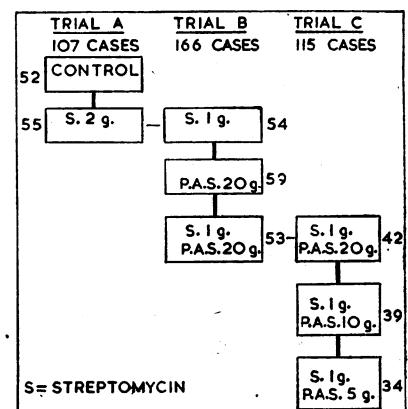 TRIAL A TRIAL B TRIAL C
107 CASES 166 CASES 115 CASES
52 CONTROL
55 S. 2 g. S. 1 g. 54
P.A.S. 20 g. 59
S. 1 g.
P.A.S. 20 g. 53
S. 1 g.
P.A.S. 20 g. 42
S. 1 g.
P.A.S. 10 g. 39
S. 1 g.
P.A.S. 5 g. 34
S = STREPTOMYCIN